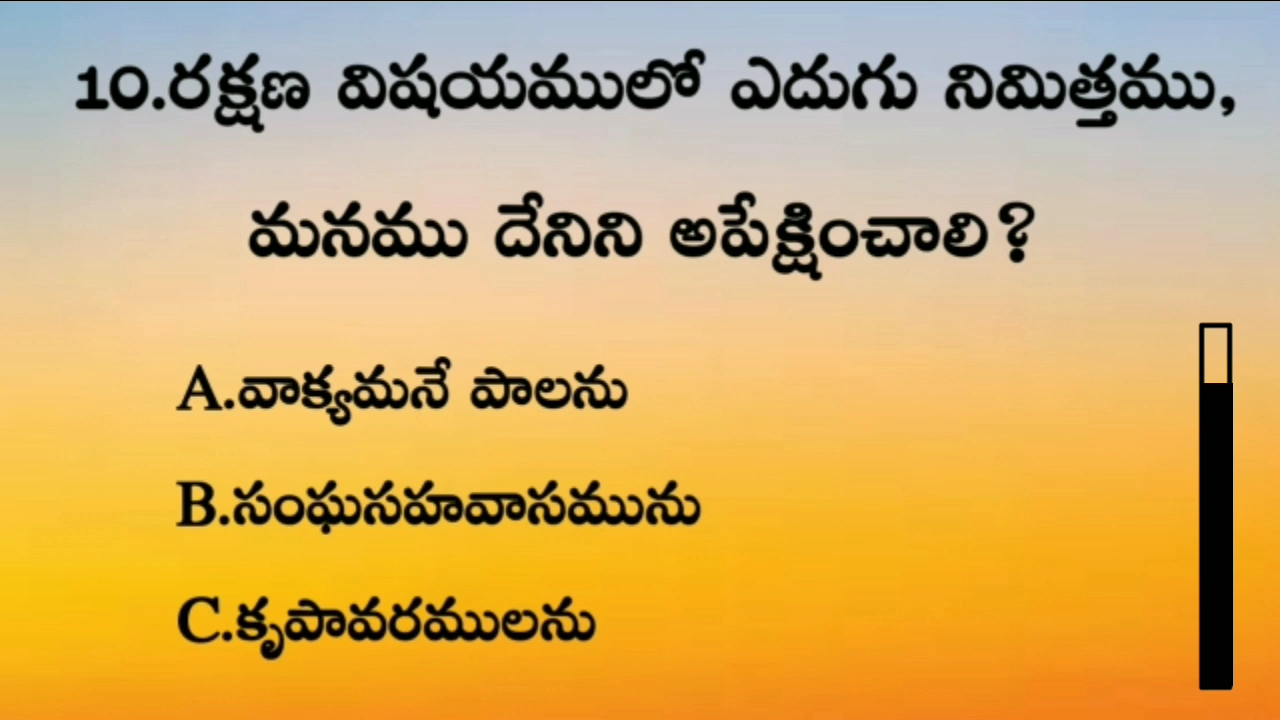 10.రక్షణ విషయములో ఎదుగు నిమిత్తము,
మనము దేనిని అపేక్షించాలి?
A.వాక్యమనే పాలను
B.సంఘసహవాసమును
C.కృపావరములను